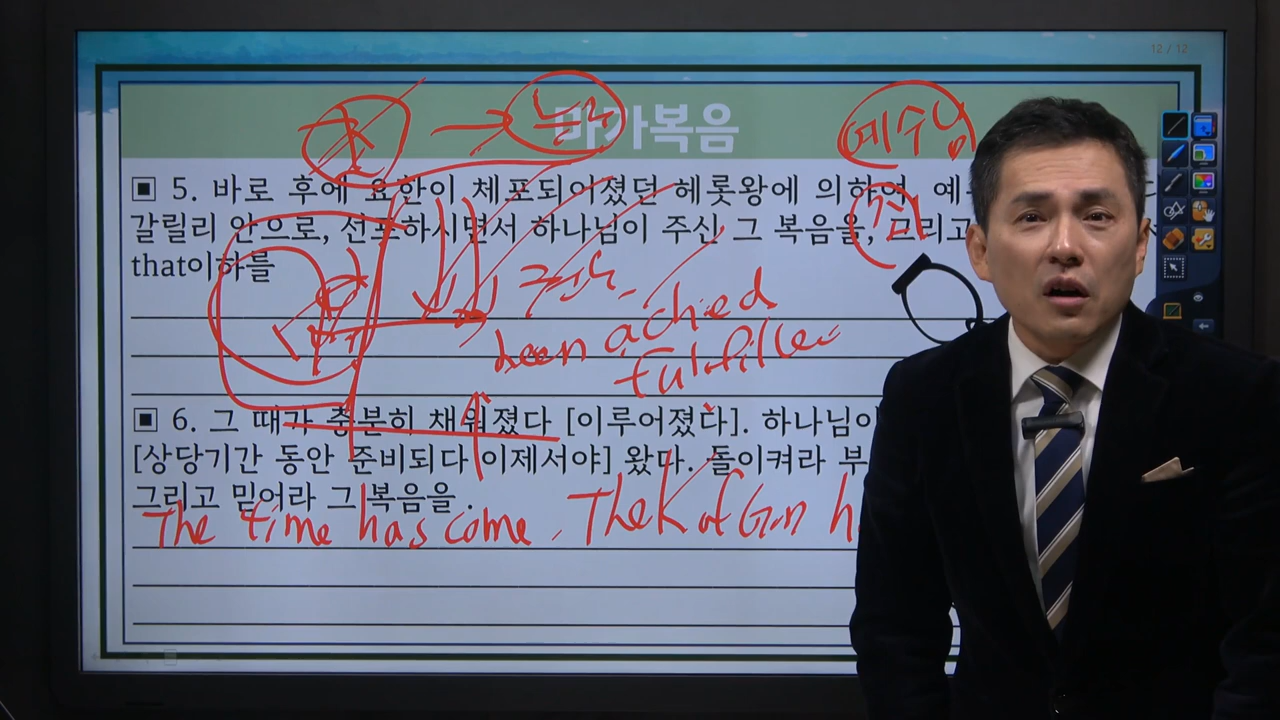 12 / 12
마가복음
예수님
▣ 5. 바로 후에 요한이 체포되어졌던 헤롯왕에 의하여, 예
갈릴리 안으로, 선포하시면서 하나님이 주신 그 복음을, 그리고
that이하를
been
fulfilled
▣ 6. 그 때가 충분히 채워졌다 [이루어졌다]. 하나님이
[상당기간 동안 준비되다 이제서야] 왔다. 돌이켜라 부
그리고 믿어라 그 복음을.
The time has come. The K of God h